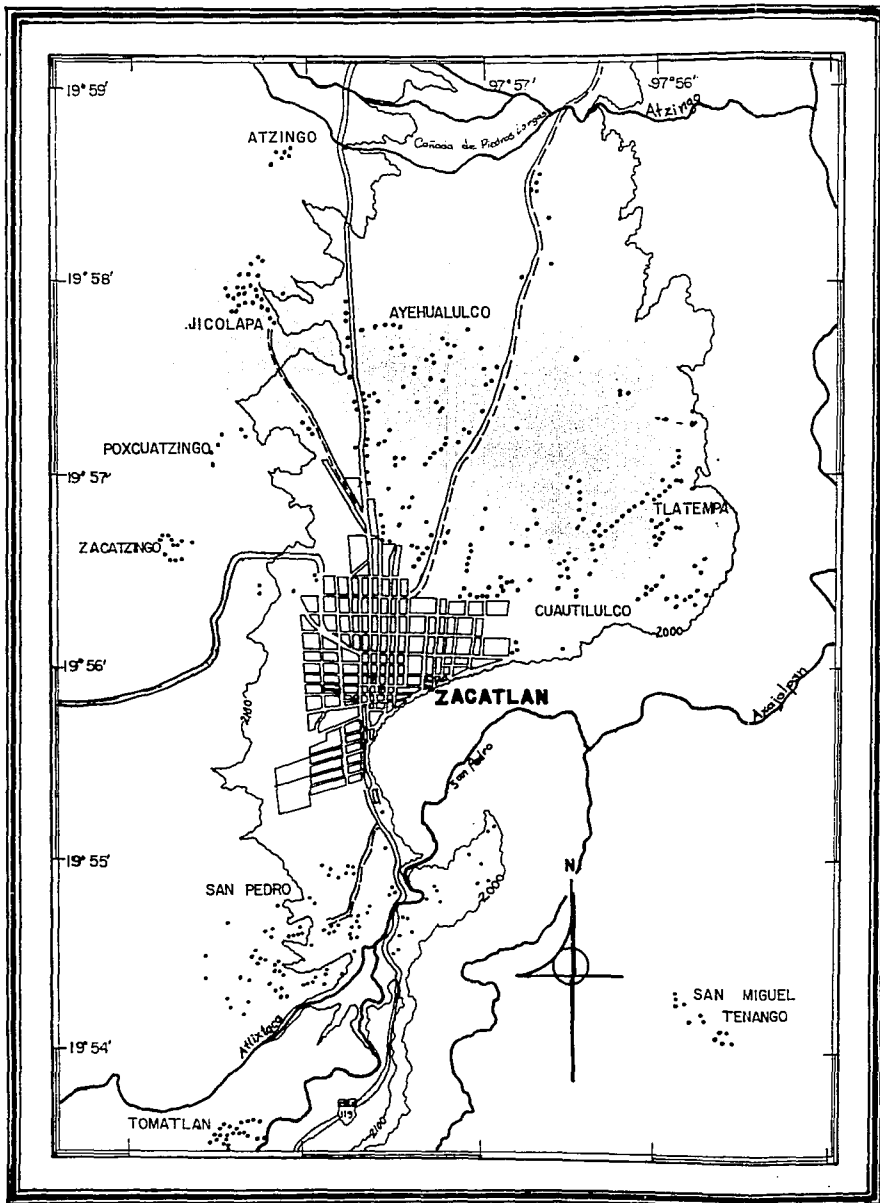 97°57'
97°56'
19°59'
Atzingo
ATZINGO
Cañada de Piedras Largas
19°58'
JICOLAPA
AYEHUALULCO
POXCUATZINGO
19°57'
TLATEMPA
ZACATZINGO
CUAUTILULCO
2000
19°56'
ZACATLAN
2100
Axajalpan
San Pedro
19°55'
N
SAN PEDRO
2000
SAN MIGUEL
TENANGO
19°54'
Atlixtaca
119
TOMATLAN
2100